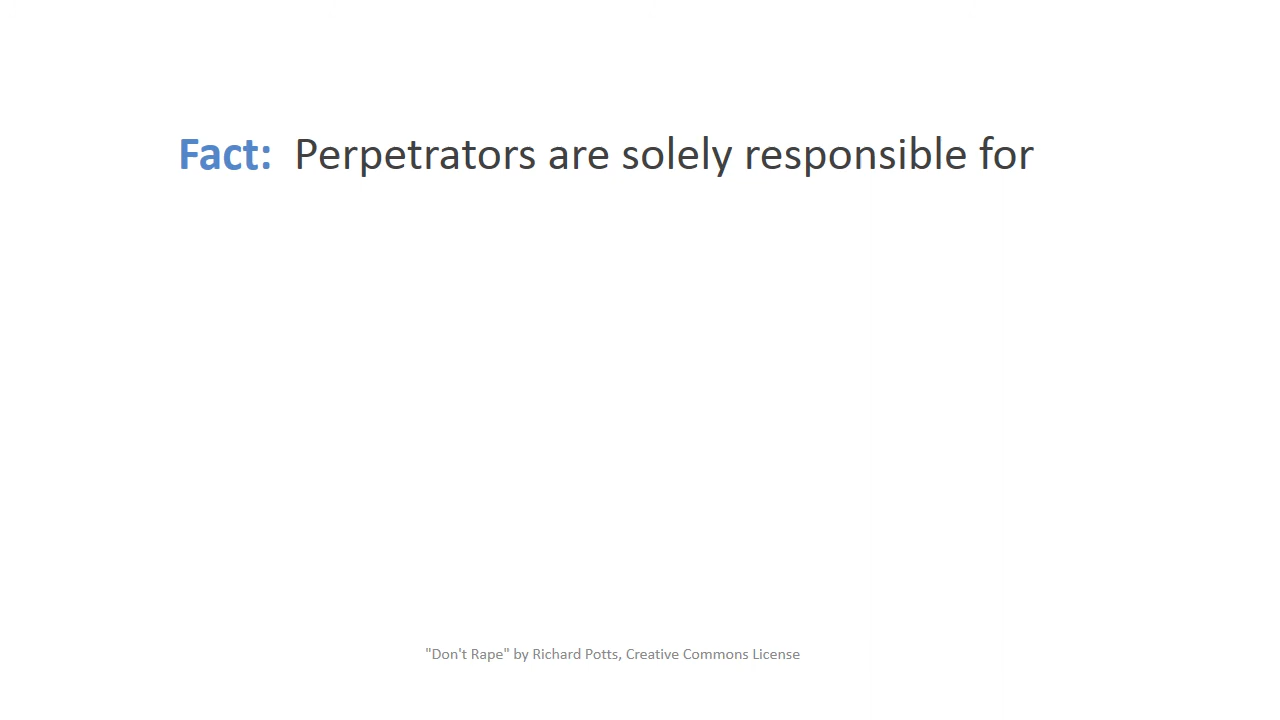 Fact: Perpetrators are solely responsible for
"Don't Rape" by Richard Potts, Creative Commons License